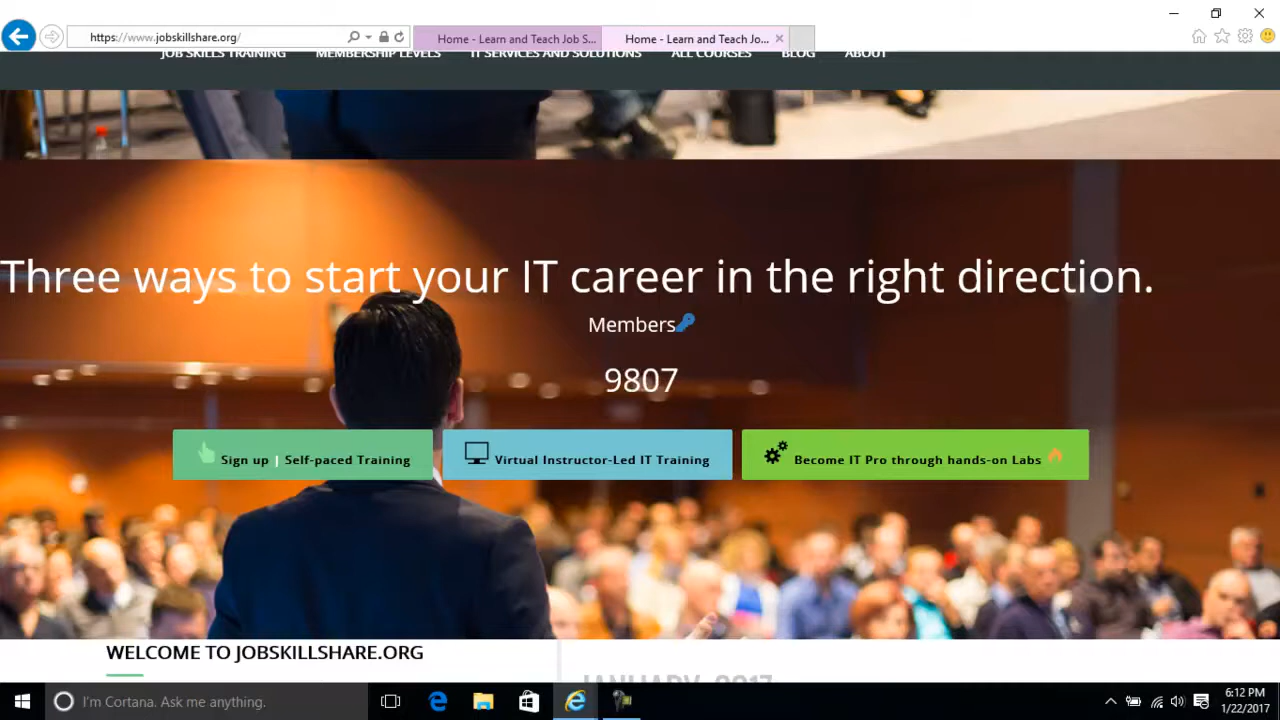 https://www.jobskillshare.org/
Home - Learn and Teach Job S...
Home - Learn and Teach Jo...
JOB SKILLS TRAINING MEMBERSHIP LEVELS IT SERVICES AND SOLUTIONS ALL COURSES BLOG ABOUT
Three ways to start your IT career in the right direction.
Members
9807
Sign up | Self-paced Training
Virtual Instructor-Led IT Training
Become IT Pro through hands-on Labs
WELCOME TO JOBSKILLSHARE.ORG
JANUARY, 2017
I'm Cortana. Ask me anything.
6:12 PM
1/22/2017